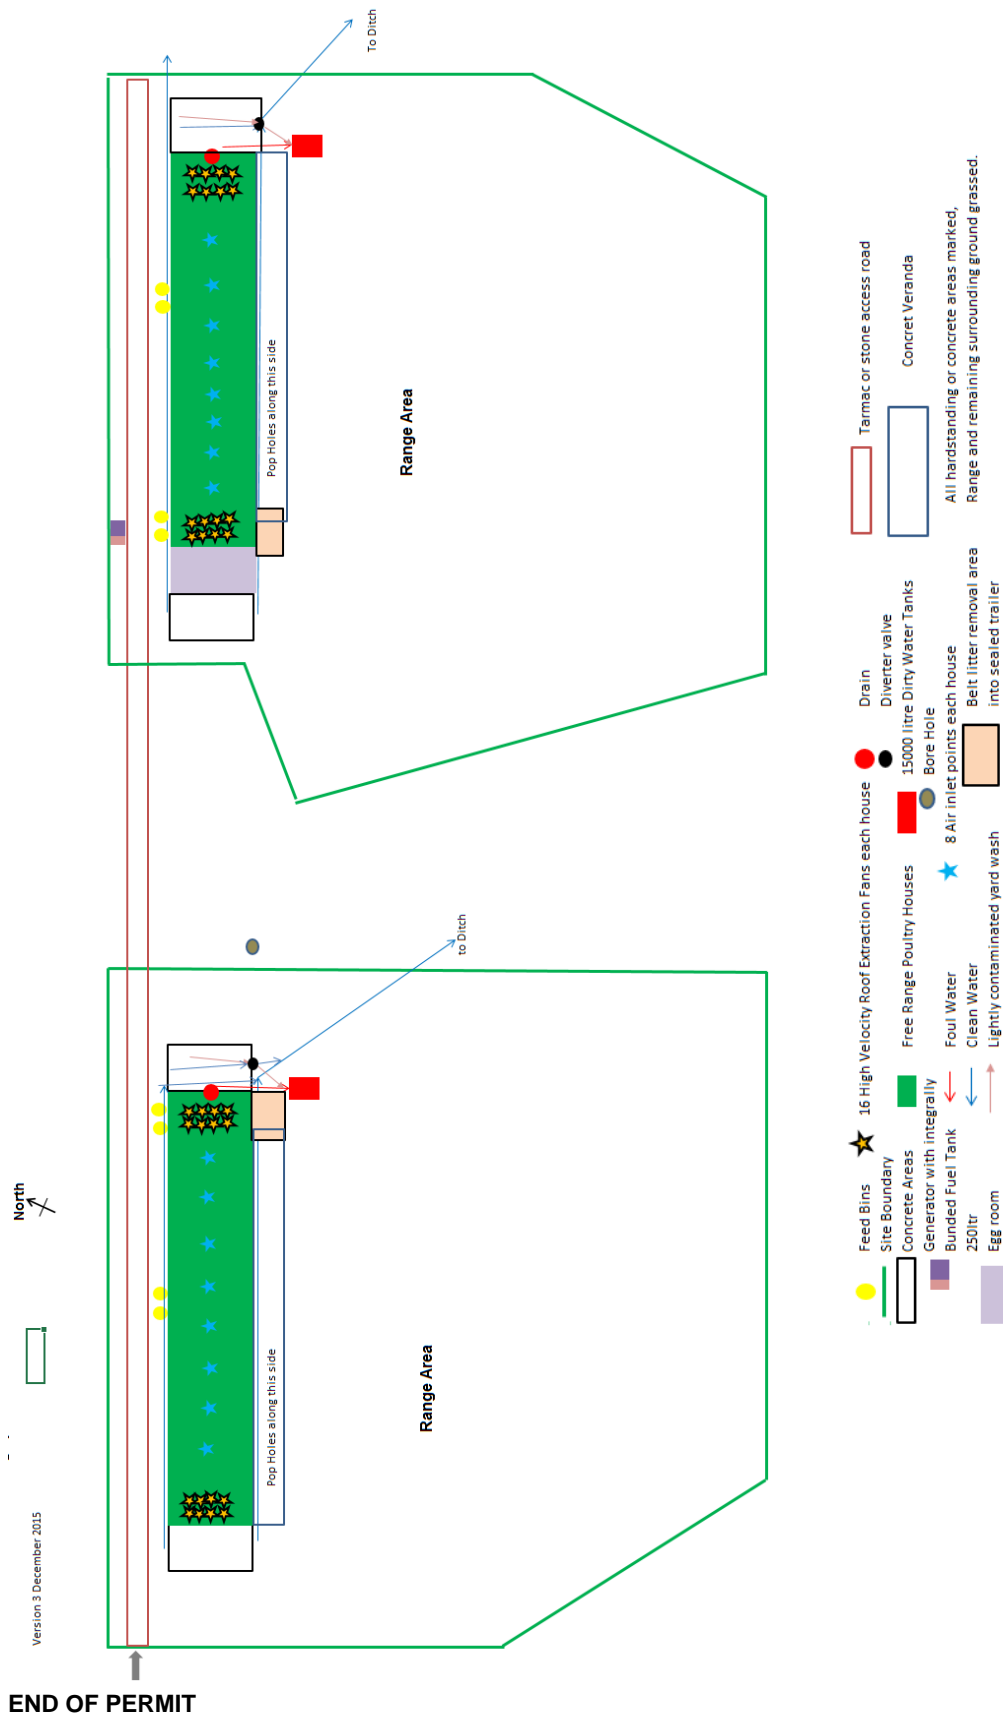 Version 3 December 2015
North
To Ditch
Pop Holes along this side
Range Area
to Ditch
Pop Holes along this side
Range Area
Feed Bins
Site Boundary
Concrete Areas
Generator with integrally
Bunded Fuel Tank
250ltr
Egg room
16 High Velocity Roof Extraction Fans each house
Free Range Poultry Houses
Foul Water
Clean Water
Lightly contaminated yard wash
Drain
Diverter valve
15000 litre Dirty Water Tanks
Bore Hole
8 Air inlet points each house
Belt litter removal area
into sealed trailer
Tarmac or stone access road
Concret Veranda
All hardstanding or concrete areas marked,
Range and remaining surrounding ground grassed.
END OF PERMIT